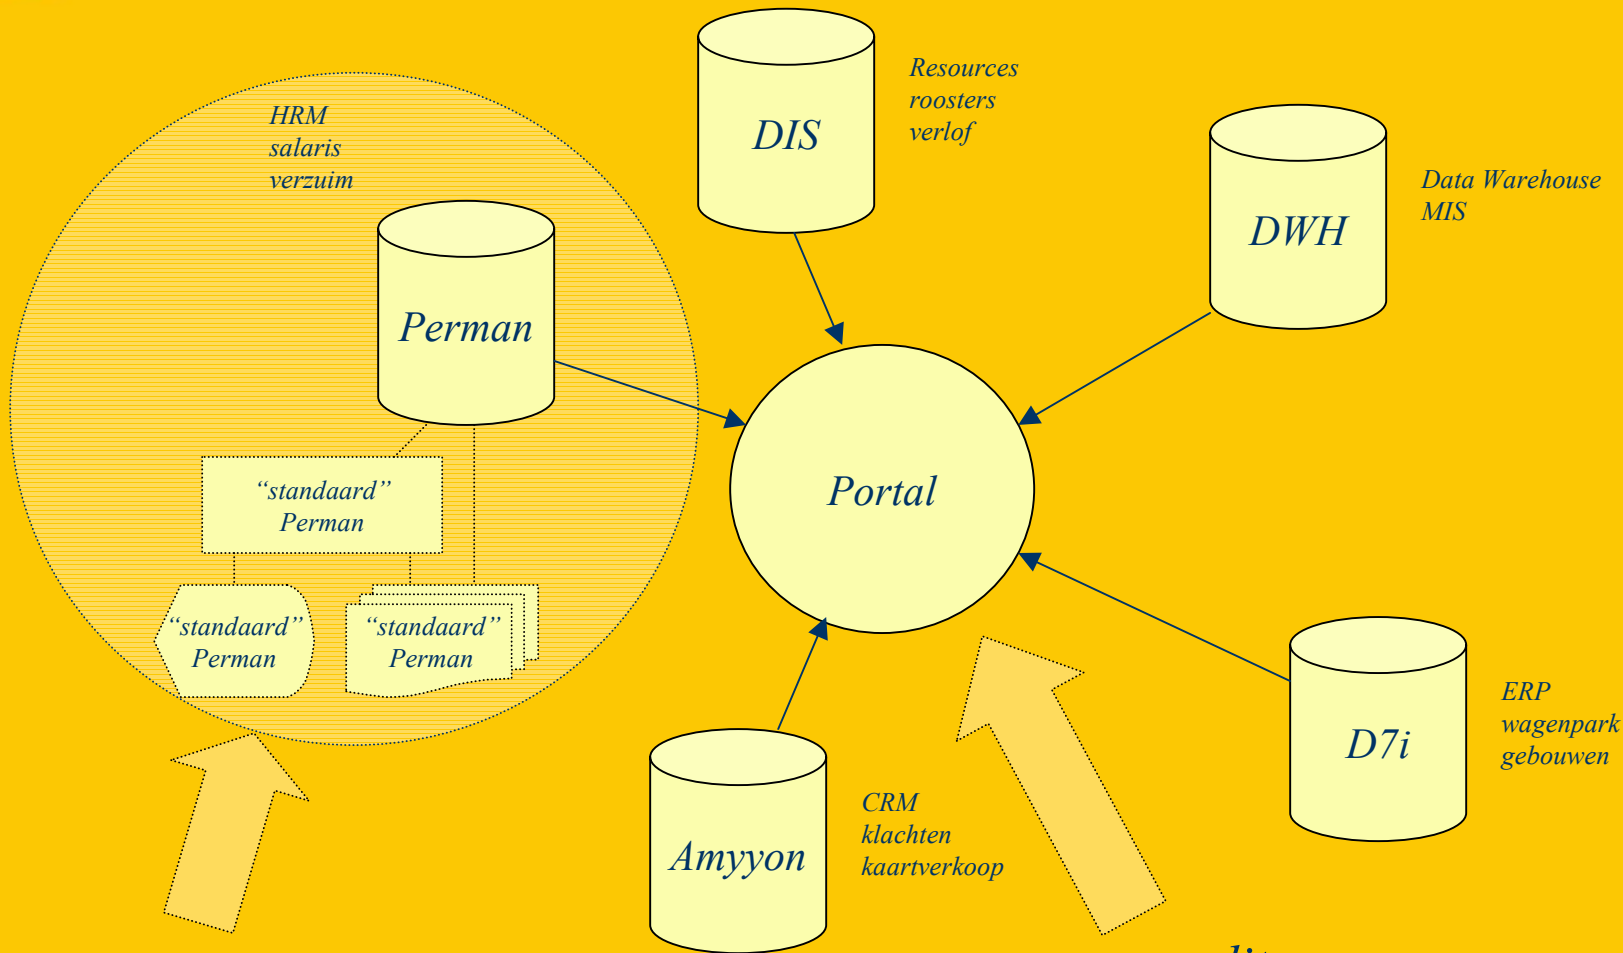 HRM
salaris
verzuim
Perman
“standaard”
Perman
“standaard”
Perman
“standaard”
Perman
DIS
Resources
roosters
verlof
DWH
Data Warehouse
MIS
Portal
D7i
ERP
wagenpark
gebouwen
Amyyon
CRM
klachten
kaartverkoop